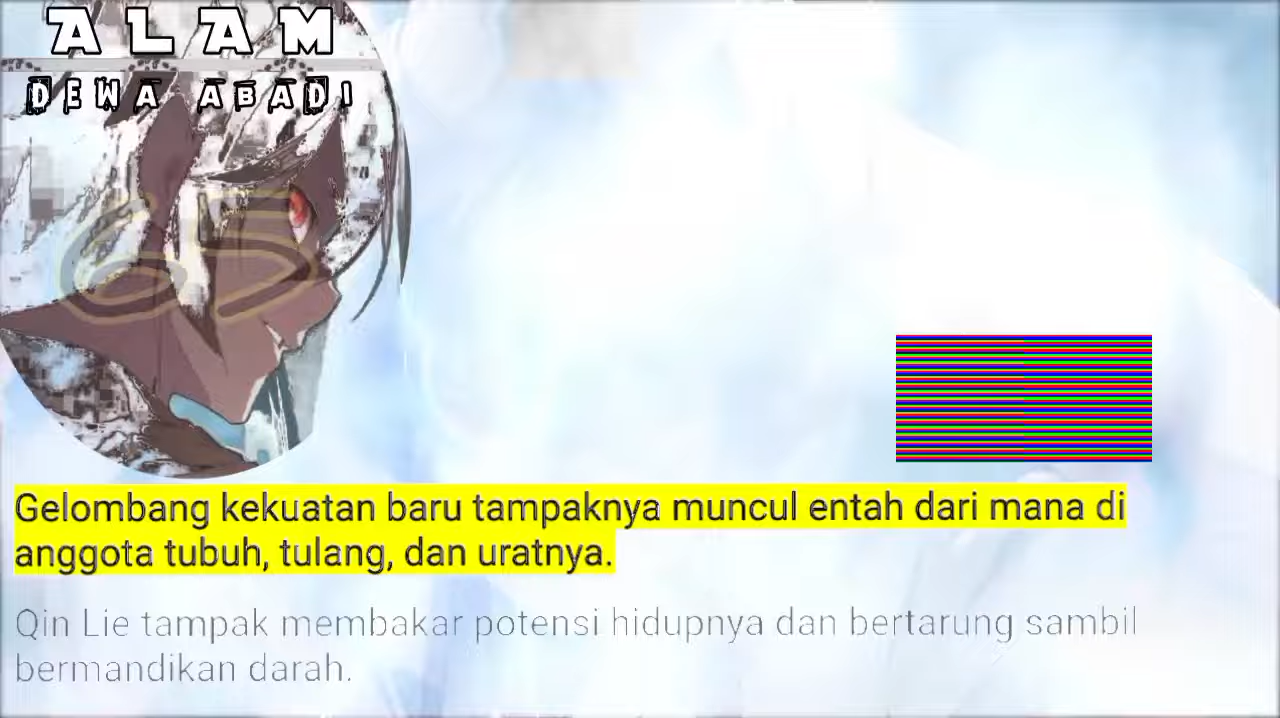 ALAM
DEWA ABADI
65
Gelombang kekuatan baru tampaknya muncul entah dari mana di
anggota tubuh, tulang, dan uratnya.
Qin Lie tampak membakar potensi hidupnya dan bertarung sambil
bermandikan darah.